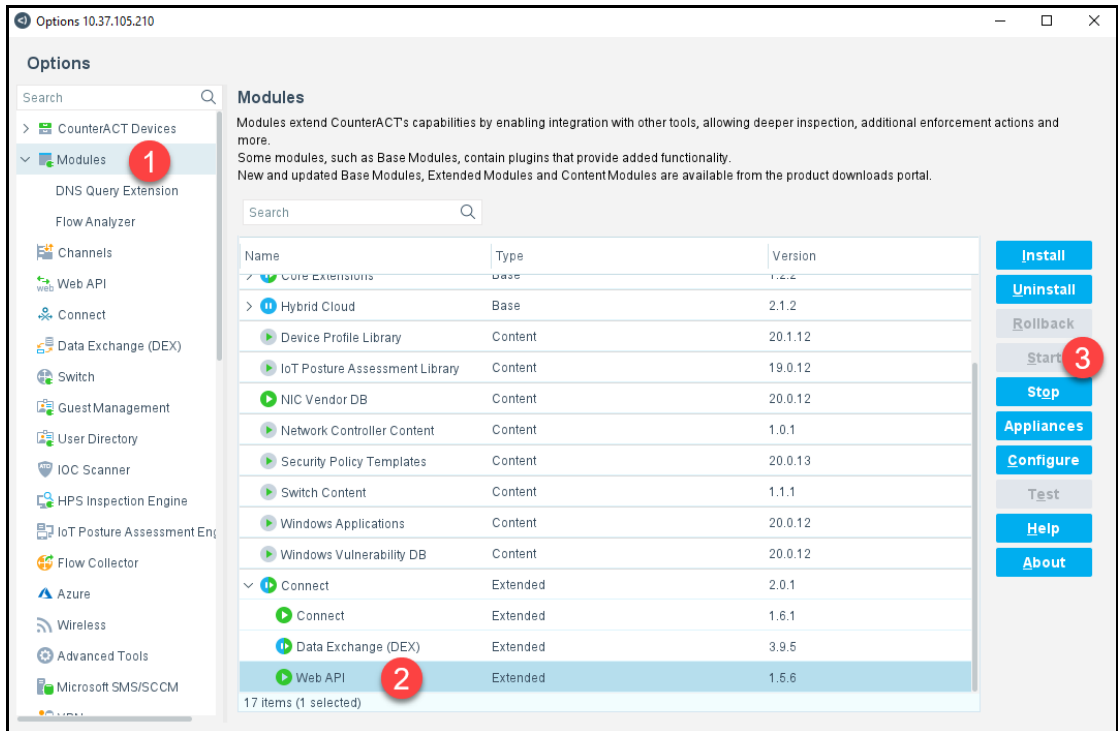 Options 10.37.105.210
Options
Search
CounterACT Devices
Modules
1
DNS Query Extension
Flow Analyzer
Channels
Web API
Connect
Data Exchange (DEX)
Switch
Guest Management
User Directory
IOC Scanner
HPS Inspection Engine
IoT Posture Assessment Eng
Flow Collector
Azure
Wireless
Advanced Tools
Microsoft SMS/SCCM
Modules
Modules extend CounterACT's capabilities by enabling integration with other tools, allowing deeper inspection, additional enforcement actions and
more.
Some modules, such as Base Modules, contain plugins that provide added functionality.
New and updated Base Modules, Extended Modules and Content Modules are available from the product downloads portal.
Search
Name Type Version
Core Extensions Base 1.2.2
Hybrid Cloud Base 2.1.2
Device Profile Library Content 20.1.12
IoT Posture Assessment Library Content 19.0.12
NIC Vendor DB Content 20.0.12
Network Controller Content Content 1.0.1
Security Policy Templates Content 20.0.13
Switch Content Content 1.1.1
Windows Applications Content 20.0.12
Windows Vulnerability DB Content 20.0.12
Connect Extended 2.0.1
Connect Extended 1.6.1
Data Exchange (DEX) Extended 3.9.5
Web API 2 Extended 1.5.6
17 items (1 selected)
Install
Uninstall
Rollback
Start
3
Stop
Appliances
Configure
Test
Help
About